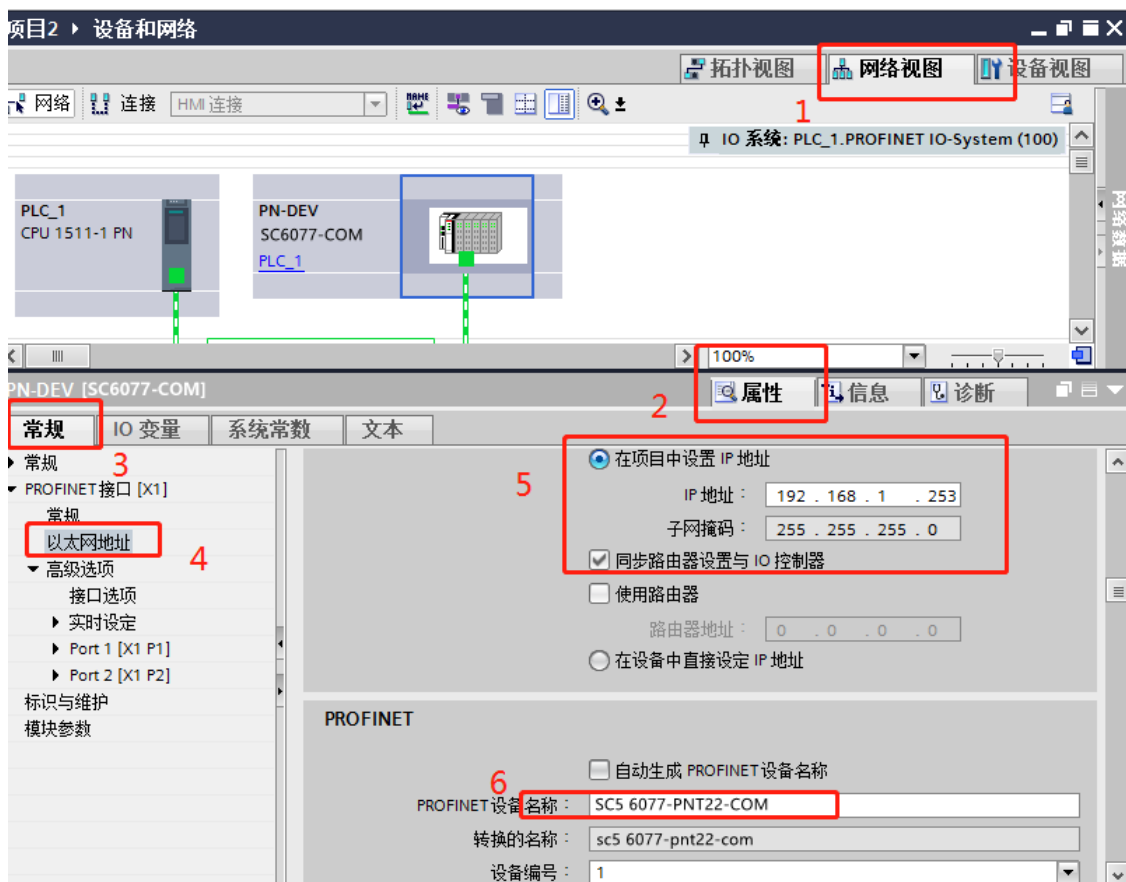 项目2 ▸ 设备和网络
拓扑视图 网络视图 设备视图
网络 连接 HMI 连接
1
IO 系统: PLC_1.PROFINET IO-System (100)
PLC_1
CPU 1511-1 PN
PN-DEV
SC6077-COM
PLC_1
网络数据
100%
PN-DEV [SC6077-COM]
2
属性 信息 诊断
常规 IO 变量 系统常数 文本
3
常规
PROFINET接口 [X1]
常规
以太网地址
4
高级选项
接口选项
实时设定
Port 1 [X1 P1]
Port 2 [X1 P2]
标识与维护
模块参数
5
在项目中设置 IP 地址
IP 地址： 192 . 168 . 1 . 253
子网掩码： 255 . 255 . 255 . 0
同步路由器设置与 IO 控制器
使用路由器
路由器地址： 0 . 0 . 0 . 0
在设备中直接设定 IP 地址
PROFINET
自动生成 PROFINET设备名称
6
PROFINET设备名称： SC5 6077-PNT22-COM
转换的名称： sc5 6077-pnt22-com
设备编号： 1